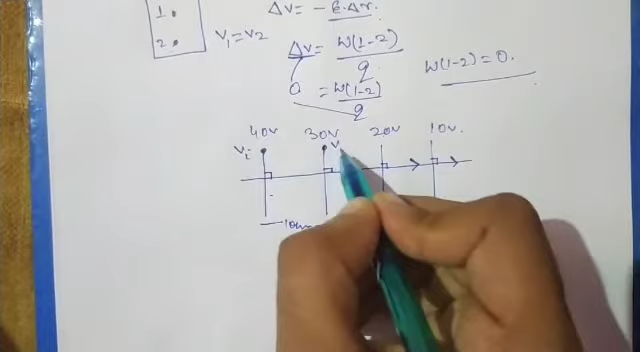 1.
2.
V₁=V₂
ΔV= - E.Δr.
ΔV= W(1-2)/q
0 = W(1-2)/q
W(1-2)=0.
40V 30V 20V 10V.
Vi V
10